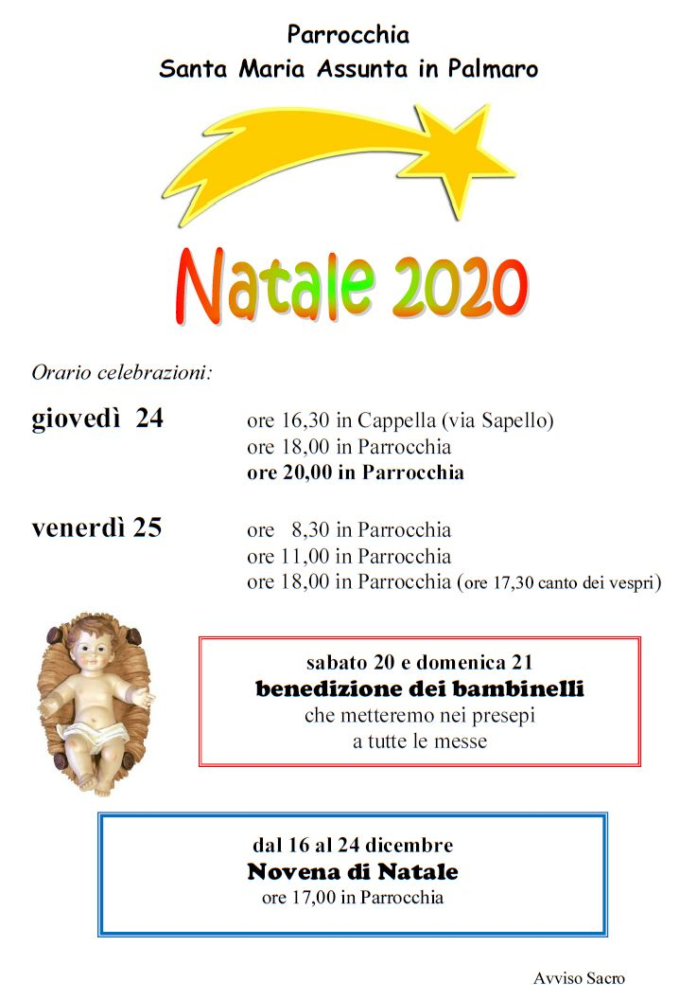 Parrocchia
Santa Maria Assunta in Palmaro
Natale 2020
Orario celebrazioni:
giovedì 24 ore 16,30 in Cappella (via Sapello)
ore 18,00 in Parrocchia
ore 20,00 in Parrocchia
venerdì 25 ore 8,30 in Parrocchia
ore 11,00 in Parrocchia
ore 18,00 in Parrocchia (ore 17,30 canto dei vespri)
sabato 20 e domenica 21
benedizione dei bambinelli
che metteremo nei presepi
a tutte le messe
dal 16 al 24 dicembre
Novena di Natale
ore 17,00 in Parrocchia
Avviso Sacro